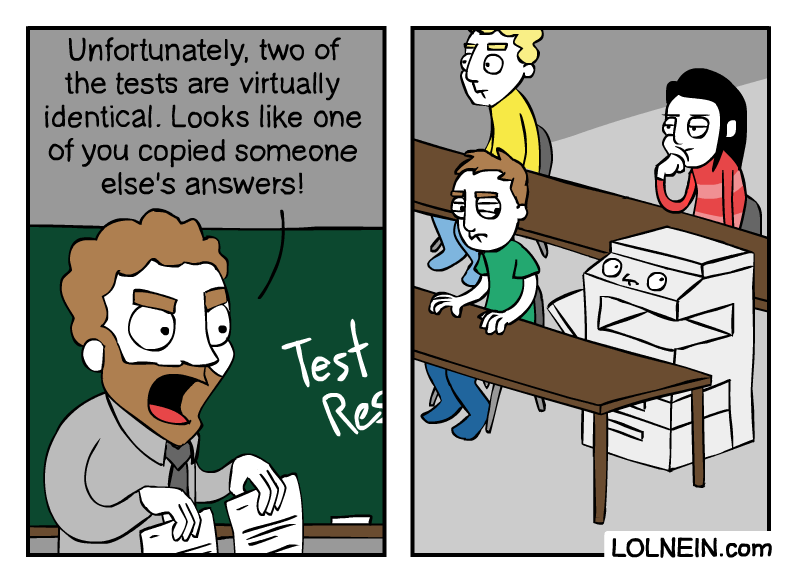 Unfortunately, two of
the tests are virtually
identical. Looks like one
of you copied someone
else's answers!
Test
Res
LOLNEIN.com